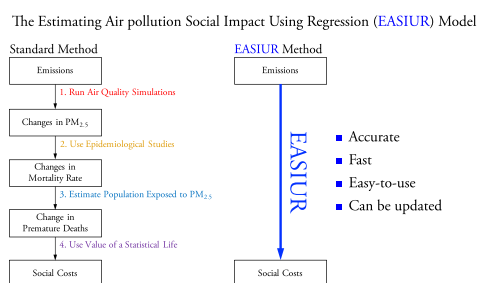 The Estimating Air pollution Social Impact Using Regression (EASIUR) Model
Standard Method
Emissions
1. Run Air Quality Simulations
Changes in PM2.5
2. Use Epidemiological Studies
Changes in
Mortality Rate
3. Estimate Population Exposed to PM2.5
Change in
Premature Deaths
4. Use Value of a Statistical Life
Social Costs
EASIUR Method
Emissions
EASIUR
Social Costs
Accurate
Fast
Easy-to-use
Can be updated